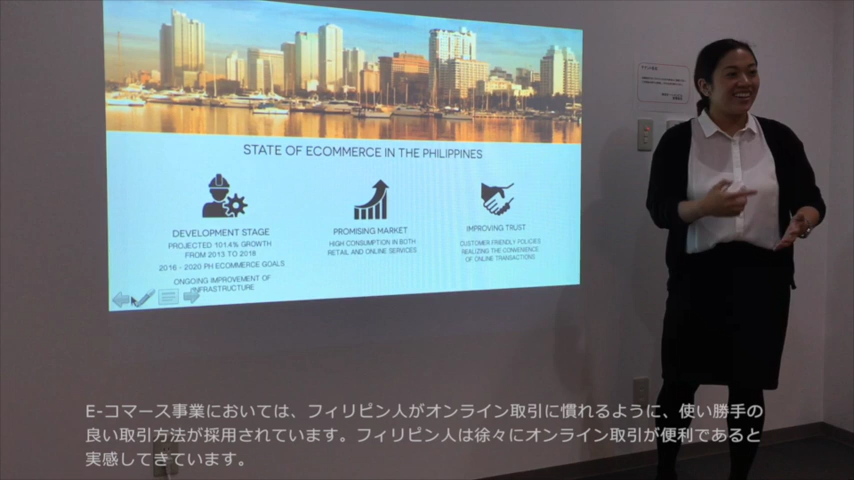 STATE OF ECOMMERCE IN THE PHILIPPINES
DEVELOPMENT STAGE
PROJECTED 101.4% GROWTH
FROM 2013 TO 2018
2016 - 2020 PH ECOMMERCE GOALS
ONGOING IMPROVEMENT OF
INFRASTRUCTURE
PROMISING MARKET
HIGH CONSUMPTION IN BOTH
RETAIL AND ONLINE SERVICES
IMPROVING TRUST
CUSTOMER FRIENDLY POLICIES
REALIZING THE CONVENIENCE
OF ONLINE TRANSACTIONS
E-コマース事業においては、フィリピン人がオンライン取引に慣れるように、使い勝手の
良い取引方法が採用されています。フィリピン人は徐々にオンライン取引が便利であると
実感してきています。